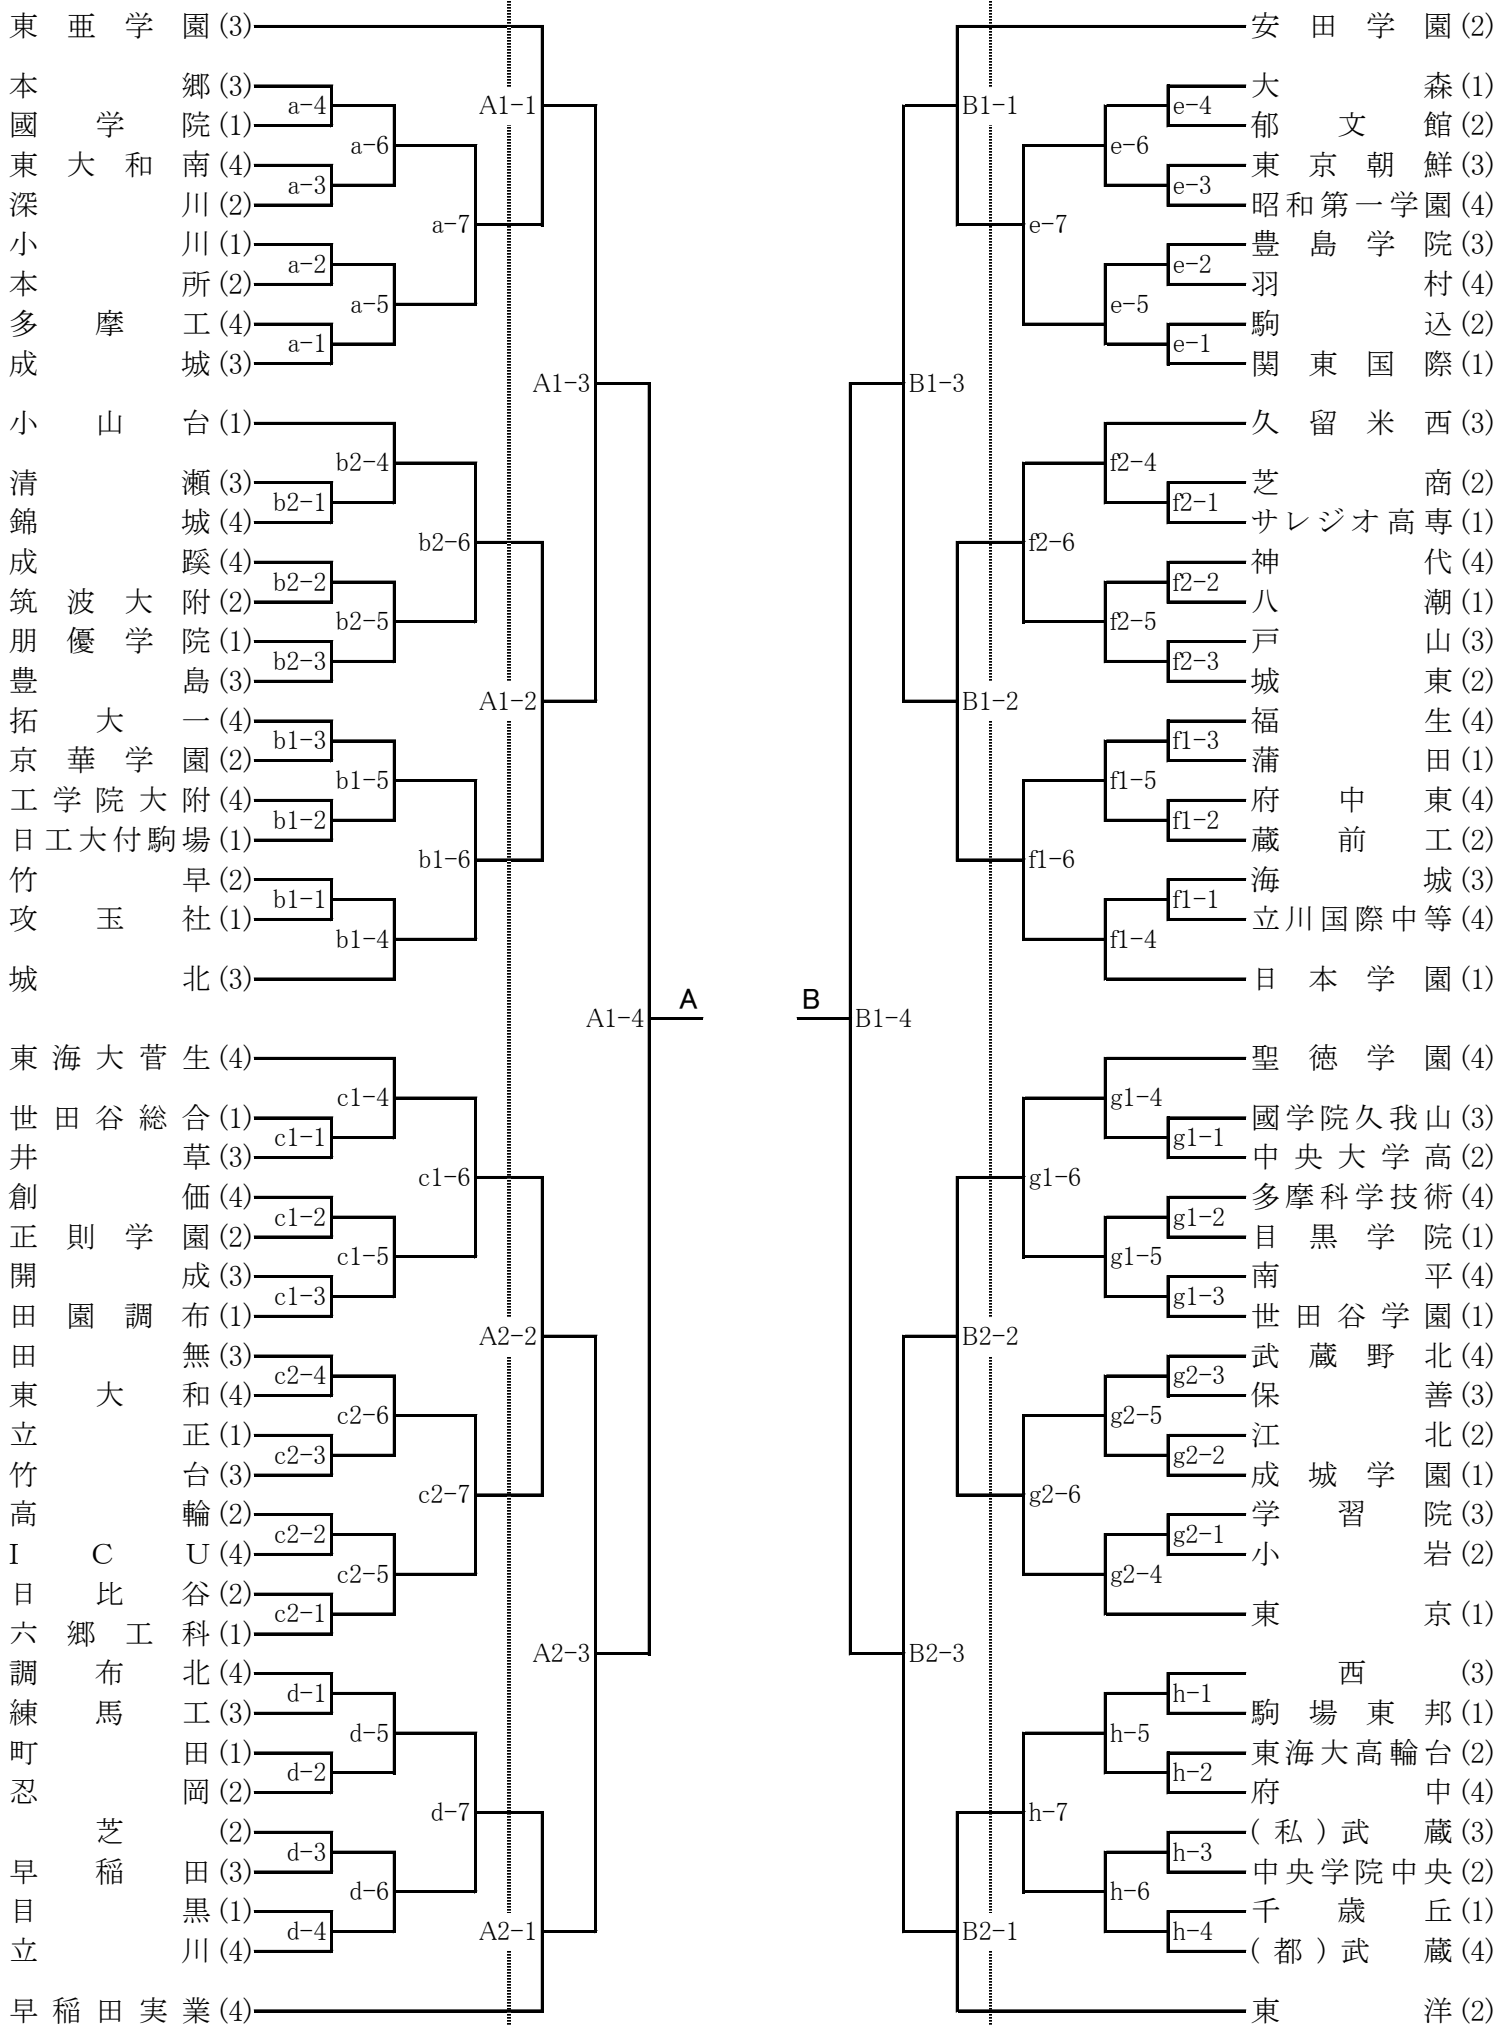 東亜学園(3)
本郷(3)
a-4
國学院(1)
a-6
東大和南(4)
a-3
深川(2)
a-7
小川(1)
a-2
本所(2)
a-5
多摩工(4)
a-1
成城(3)
A1-1
A1-3
小山台(1)
b2-4
清瀬(3)
b2-1
錦城(4)
b2-6
成蹊(4)
b2-2
筑波大附(2)
b2-5
朋優学院(1)
b2-3
豊島(3)
A1-2
拓大一(4)
b1-3
京華学園(2)
b1-5
工学院大附(4)
b1-2
日工大付駒場(1)
b1-6
竹早(2)
b1-1
攻玉社(1)
b1-4
城北(3)
A1-4
A
東海大菅生(4)
c1-4
世田谷総合(1)
c1-1
井草(3)
c1-6
創価(4)
c1-2
正則学園(2)
c1-5
開成(3)
c1-3
田園調布(1)
A2-2
田無(3)
c2-4
東大和(4)
c2-6
立正(1)
c2-3
竹台(3)
c2-7
高輪(2)
c2-2
ICU(4)
c2-5
日比谷(2)
c2-1
六郷工科(1)
A2-3
調布北(4)
d-1
練馬工(3)
d-5
町田(1)
d-2
忍岡(2)
d-7
芝(2)
d-3
早稲田(3)
d-6
目黒(1)
d-4
立川(4)
A2-1
早稲田実業(4)
安田学園(2)
B1-1
大森(1)
e-4
郁文館(2)
e-6
東京朝鮮(3)
e-3
昭和第一学園(4)
e-7
豊島学院(3)
e-2
羽村(4)
e-5
駒込(2)
e-1
関東国際(1)
B1-3
久留米西(3)
f2-4
芝商(2)
f2-1
サレジオ高専(1)
f2-6
神代(4)
f2-2
八潮(1)
f2-5
戸山(3)
f2-3
城東(2)
B1-2
福生(4)
f1-3
蒲田(1)
f1-5
府中東(4)
f1-2
蔵前工(2)
f1-6
海城(3)
f1-1
立川国際中等(4)
f1-4
日本学園(1)
B
B1-4
聖徳学園(4)
g1-4
國学院久我山(3)
g1-1
中央大学高(2)
g1-6
多摩科学技術(4)
g1-2
目黒学院(1)
g1-5
南平(4)
g1-3
世田谷学園(1)
B2-2
武蔵野北(4)
g2-3
保善(3)
g2-5
江北(2)
g2-2
成城学園(1)
g2-6
学習院(3)
g2-1
小岩(2)
g2-4
東京(1)
B2-3
西(3)
h-1
駒場東邦(1)
h-5
東海大高輪台(2)
h-2
府中(4)
h-7
(私)武蔵(3)
h-3
中央学院中央(2)
h-6
千歳丘(1)
h-4
(都)武蔵(4)
B2-1
東洋(2)